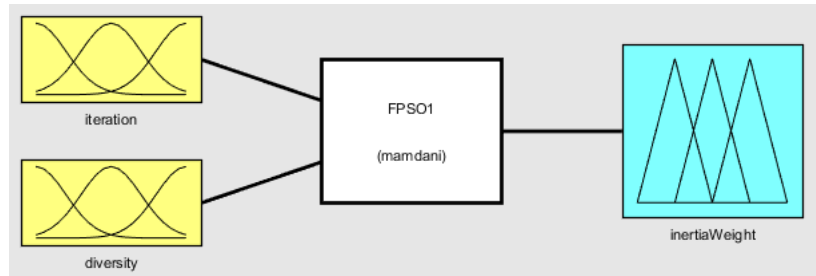 iteration
diversity
FPSO1
(mamdani)
inertiaWeight